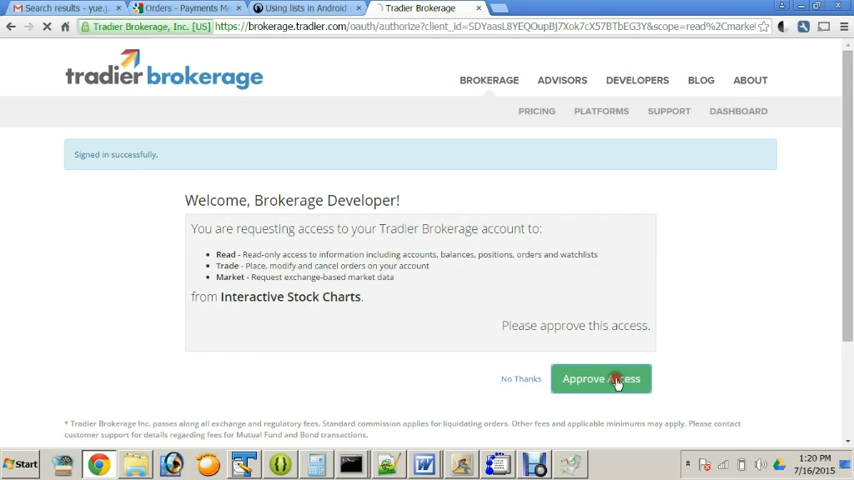 Search results - yue.j
Orders - Payments M
Using lists in Android
Tradier Brokerage
Tradier Brokerage, Inc. [US]
https://brokerage.tradier.com/oauth/authorize?client_id=SDYaasL8YEQOupBJ7Xok7cX57BTbEG3Y&scope=read%2Cmarke
tradier brokerage
BROKERAGE ADVISORS DEVELOPERS BLOG ABOUT
PRICING PLATFORMS SUPPORT DASHBOARD
Signed in successfully.
Welcome, Brokerage Developer!
You are requesting access to your Tradier Brokerage account to:
• Read - Read-only access to information including accounts, balances, positions, orders and watchlists
• Trade - Place, modify and cancel orders on your account
• Market - Request exchange-based market data
from Interactive Stock Charts.
Please approve this access.
No Thanks
Approve Access
* Tradier Brokerage Inc. passes along all exchange and regulatory fees. Standard commission applies for liquidating orders. Other fees and applicable minimums may apply. Please contact
customer support for details regarding fees for Mutual Fund and Bond transactions.
Start
1:20 PM
7/16/2015